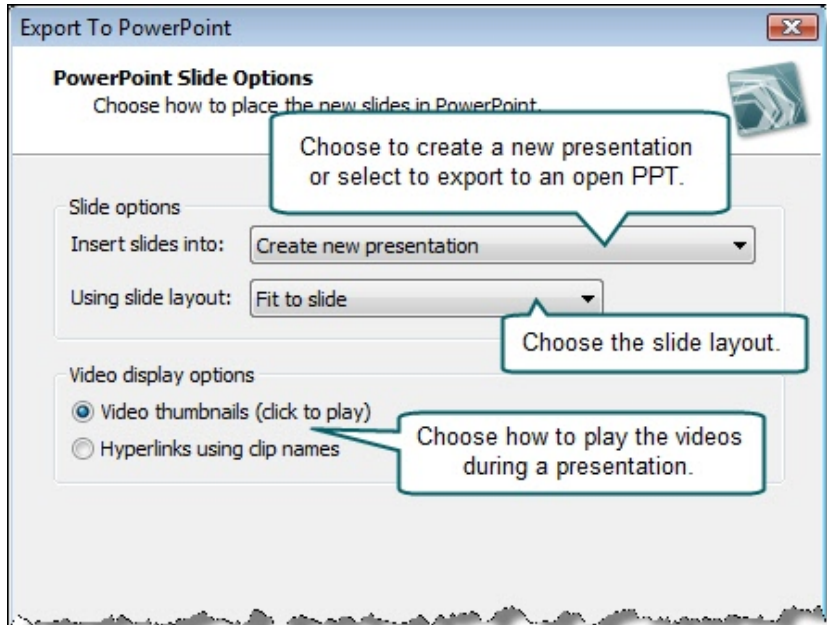 Export To PowerPoint
PowerPoint Slide Options
Choose how to place the new slides in PowerPoint.
Choose to create a new presentation
or select to export to an open PPT.
Slide options
Insert slides into: Create new presentation
Using slide layout: Fit to slide
Choose the slide layout.
Video display options
Video thumbnails (click to play)
Hyperlinks using clip names
Choose how to play the videos
during a presentation.